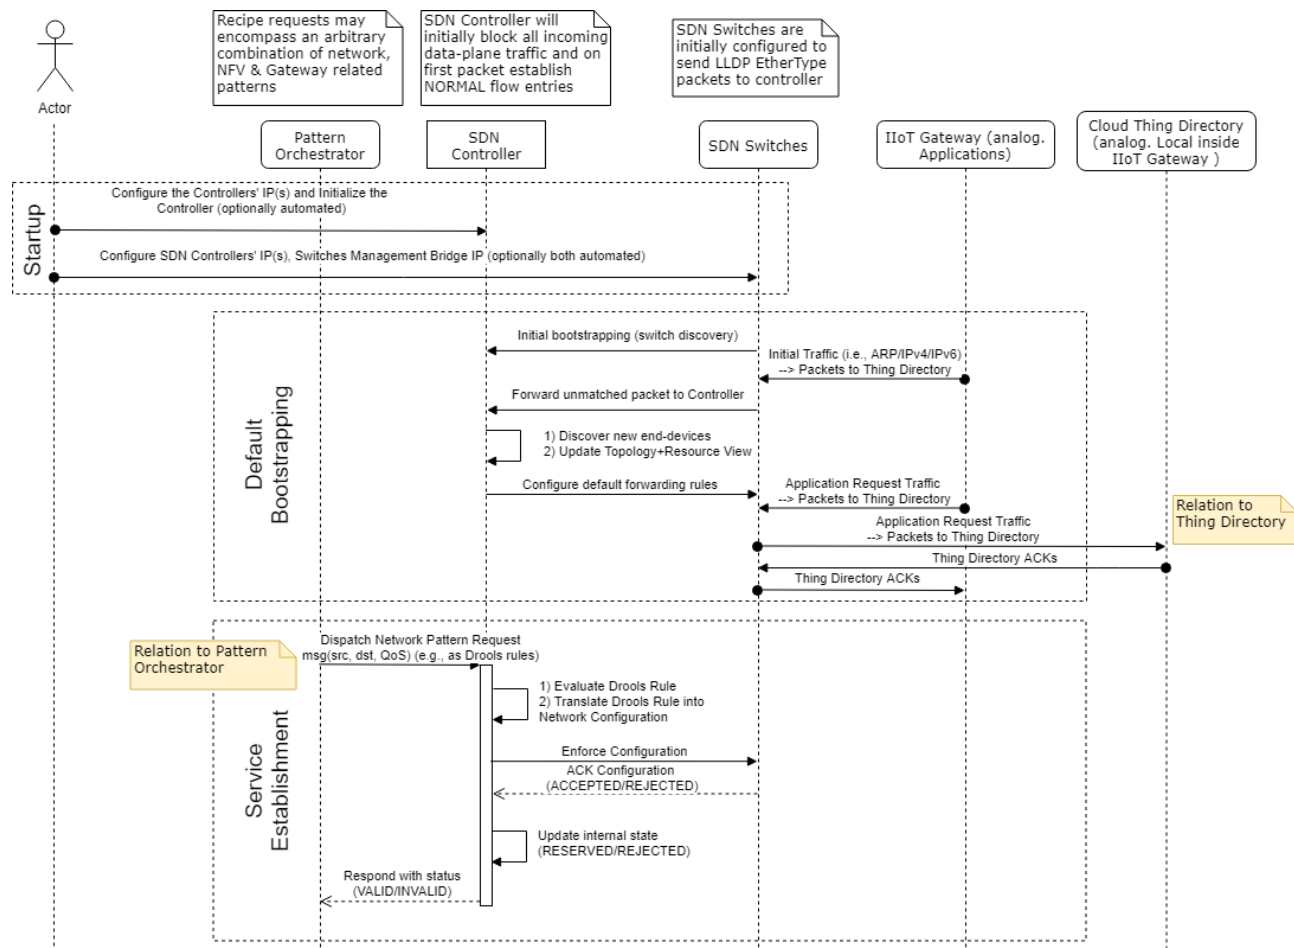 Recipe requests may
encompass an arbitrary
combination of network,
NFV & Gateway related
patterns
SDN Controller will
initially block all incoming
data-plane traffic and on
first packet establish
NORMAL flow entries
SDN Switches are
initially configured to
send LLDP EtherType
packets to controller
Actor
Pattern
Orchestrator
SDN
Controller
SDN Switches
IIoT Gateway (analog.
Applications)
Cloud Thing Directory
(analog. Local inside
IIoT Gateway )
Startup
Configure the Controllers' IP(s) and Initialize the
Controller (optionally automated)
Configure SDN Controllers' IP(s), Switches Management Bridge IP (optionally both automated)
Default
Bootstrapping
Initial bootstrapping (switch discovery)
Initial Traffic (i.e., ARP/IPv4/IPv6)
--> Packets to Thing Directory
Forward unmatched packet to Controller
1) Discover new end-devices
2) Update Topology+Resource View
Configure default forwarding rules
Application Request Traffic
--> Packets to Thing Directory
Relation to
Thing Directory
Application Request Traffic
--> Packets to Thing Directory
Thing Directory ACKs
Thing Directory ACKs
Service
Establishment
Relation to Pattern
Orchestrator
Dispatch Network Pattern Request
msg(src, dst, QoS) (e.g., as Drools rules)
1) Evaluate Drools Rule
2) Translate Drools Rule into
Network Configuration
Enforce Configuration
ACK Configuration
(ACCEPTED/REJECTED)
Update internal state
(RESERVED/REJECTED)
Respond with status
(VALID/INVALID)